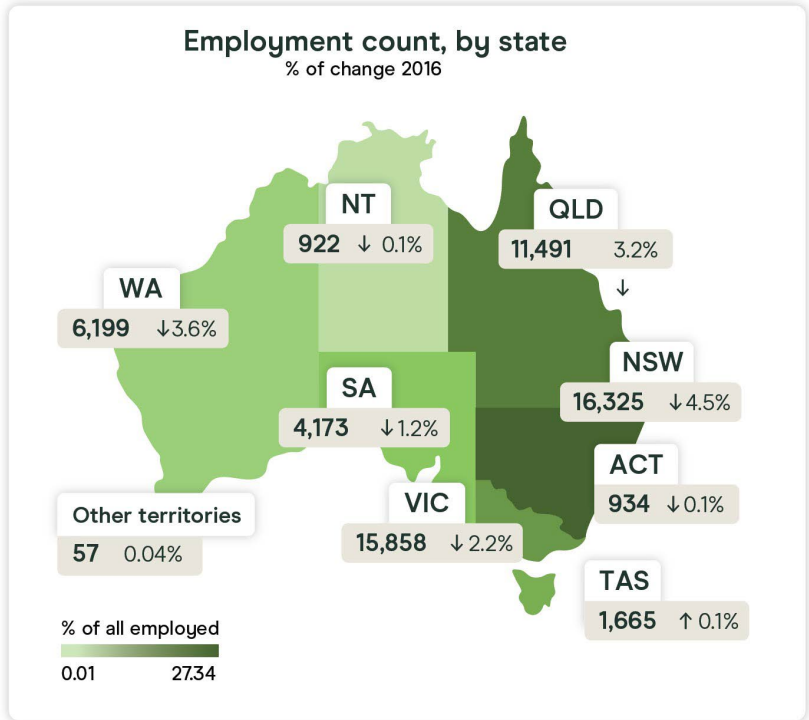 Employment count, by state
% of change 2016
NT
922 ↓ 0.1%
QLD
11,491 3.2%
↓
WA
6,199 ↓3.6%
NSW
16,325 ↓4.5%
SA
4,173 ↓1.2%
ACT
934 ↓0.1%
VIC
15,858 ↓2.2%
Other territories
57 0.04%
TAS
1,665 ↑0.1%
% of all employed
0.01 27.34